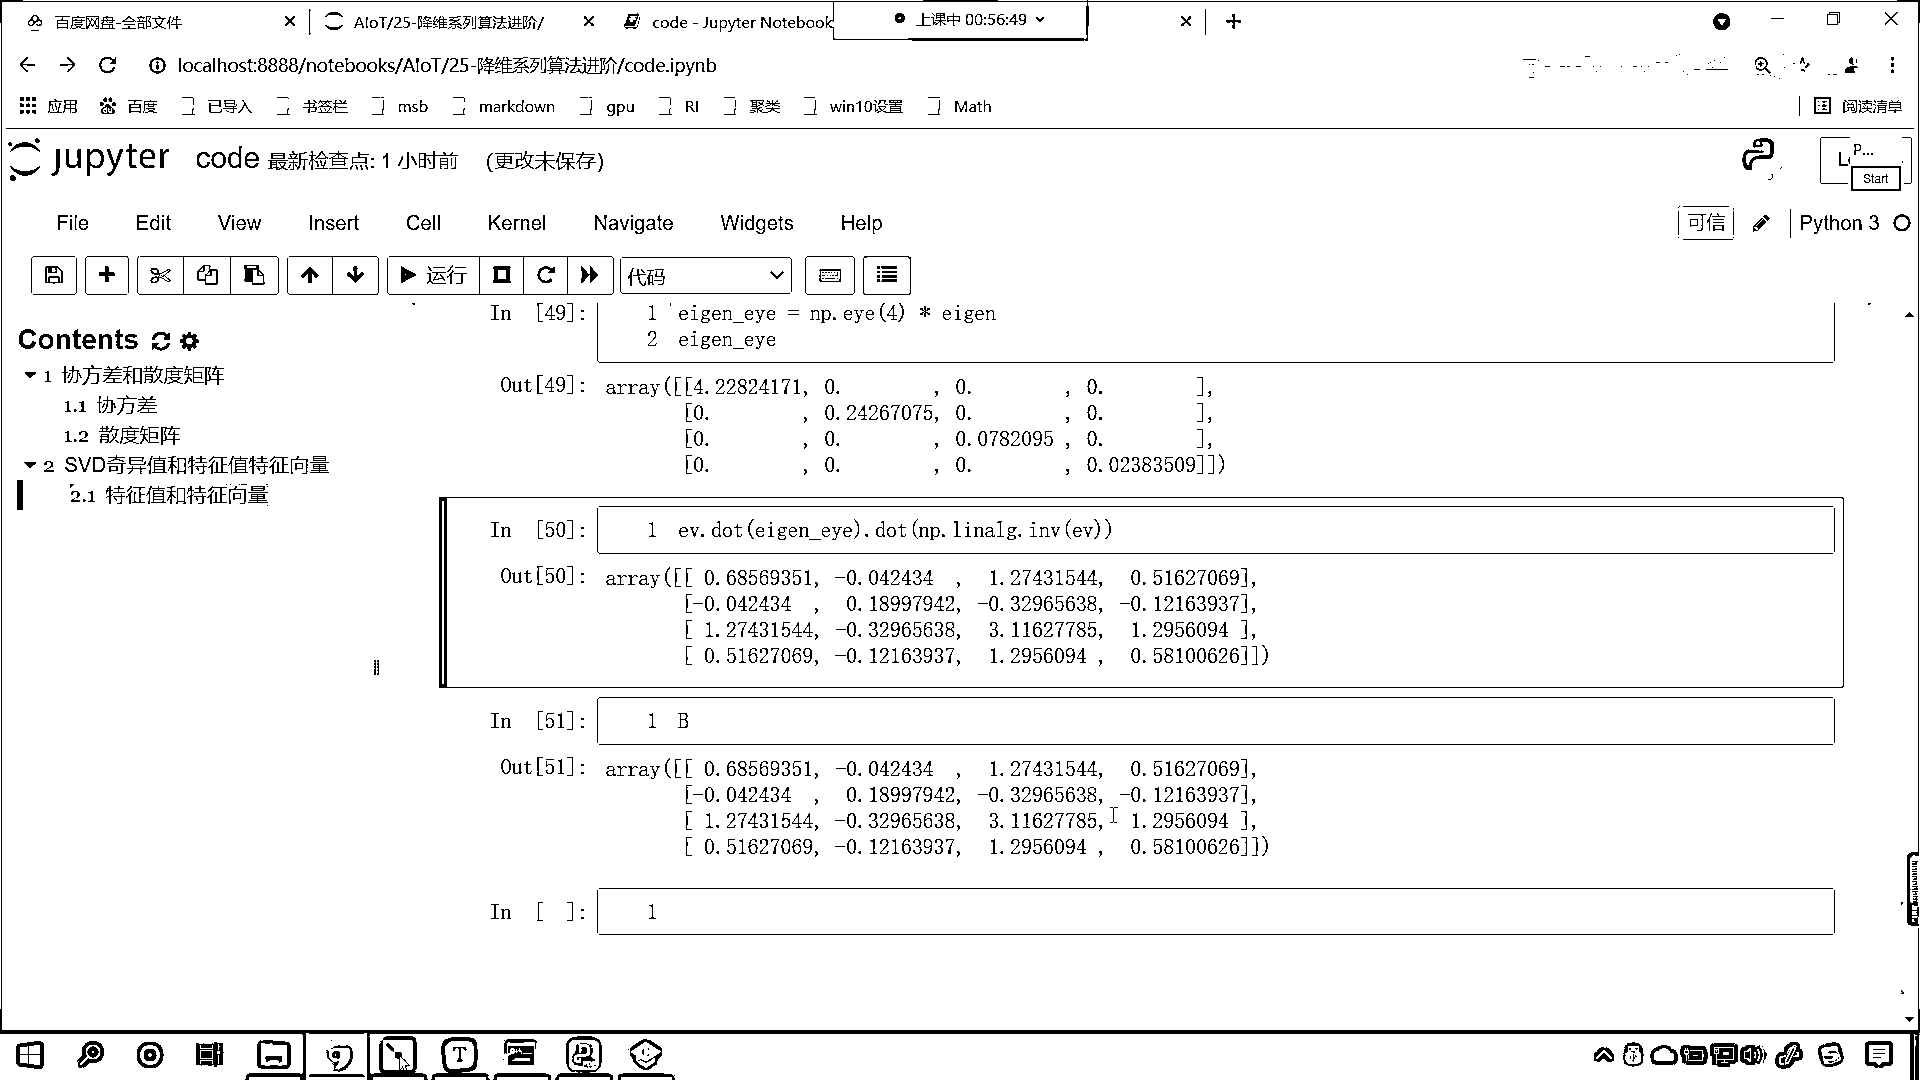 百度网盘-全部文件
AIoT/25-降维系列算法进阶/
code - Jupyter Notebook
上课中 00:56:49
localhost:8888/notebooks/AIoT/25-降维系列算法进阶/code.ipynb
应用 百度 已导入 书签栏 msb markdown gpu RI 聚类 win10设置 Math 阅读清单
jupyter code 最新检查点: 1 小时前 (更改未保存)
P...
Start
File Edit View Insert Cell Kernel Navigate Widgets Help 可信 Python 3
运行 代码
Contents
1 协方差和散度矩阵
1.1 协方差
1.2 散度矩阵
2 SVD奇异值和特征值特征向量
2.1 特征值和特征向量
In [49]: 1 eigen_eye = np.eye(4) * eigen
2 eigen_eye
Out[49]: array([[4.22824171, 0. , 0. , 0. ],
[0. , 0.24267075, 0. , 0. ],
[0. , 0. , 0.0782095 , 0. ],
[0. , 0. , 0. , 0.02383509]])
In [50]: 1 ev.dot(eigen_eye).dot(np.linalg.inv(ev))
Out[50]: array([[ 0.68569351, -0.042434 , 1.27431544, 0.51627069],
[-0.042434 , 0.18997942, -0.32965638, -0.12163937],
[ 1.27431544, -0.32965638, 3.11627785, 1.2956094 ],
[ 0.51627069, -0.12163937, 1.2956094 , 0.58100626]])
In [51]: 1 B
Out[51]: array([[ 0.68569351, -0.042434 , 1.27431544, 0.51627069],
[-0.042434 , 0.18997942, -0.32965638, -0.12163937],
[ 1.27431544, -0.32965638, 3.11627785, 1.2956094 ],
[ 0.51627069, -0.12163937, 1.2956094 , 0.58100626]])
In [ ]: 1